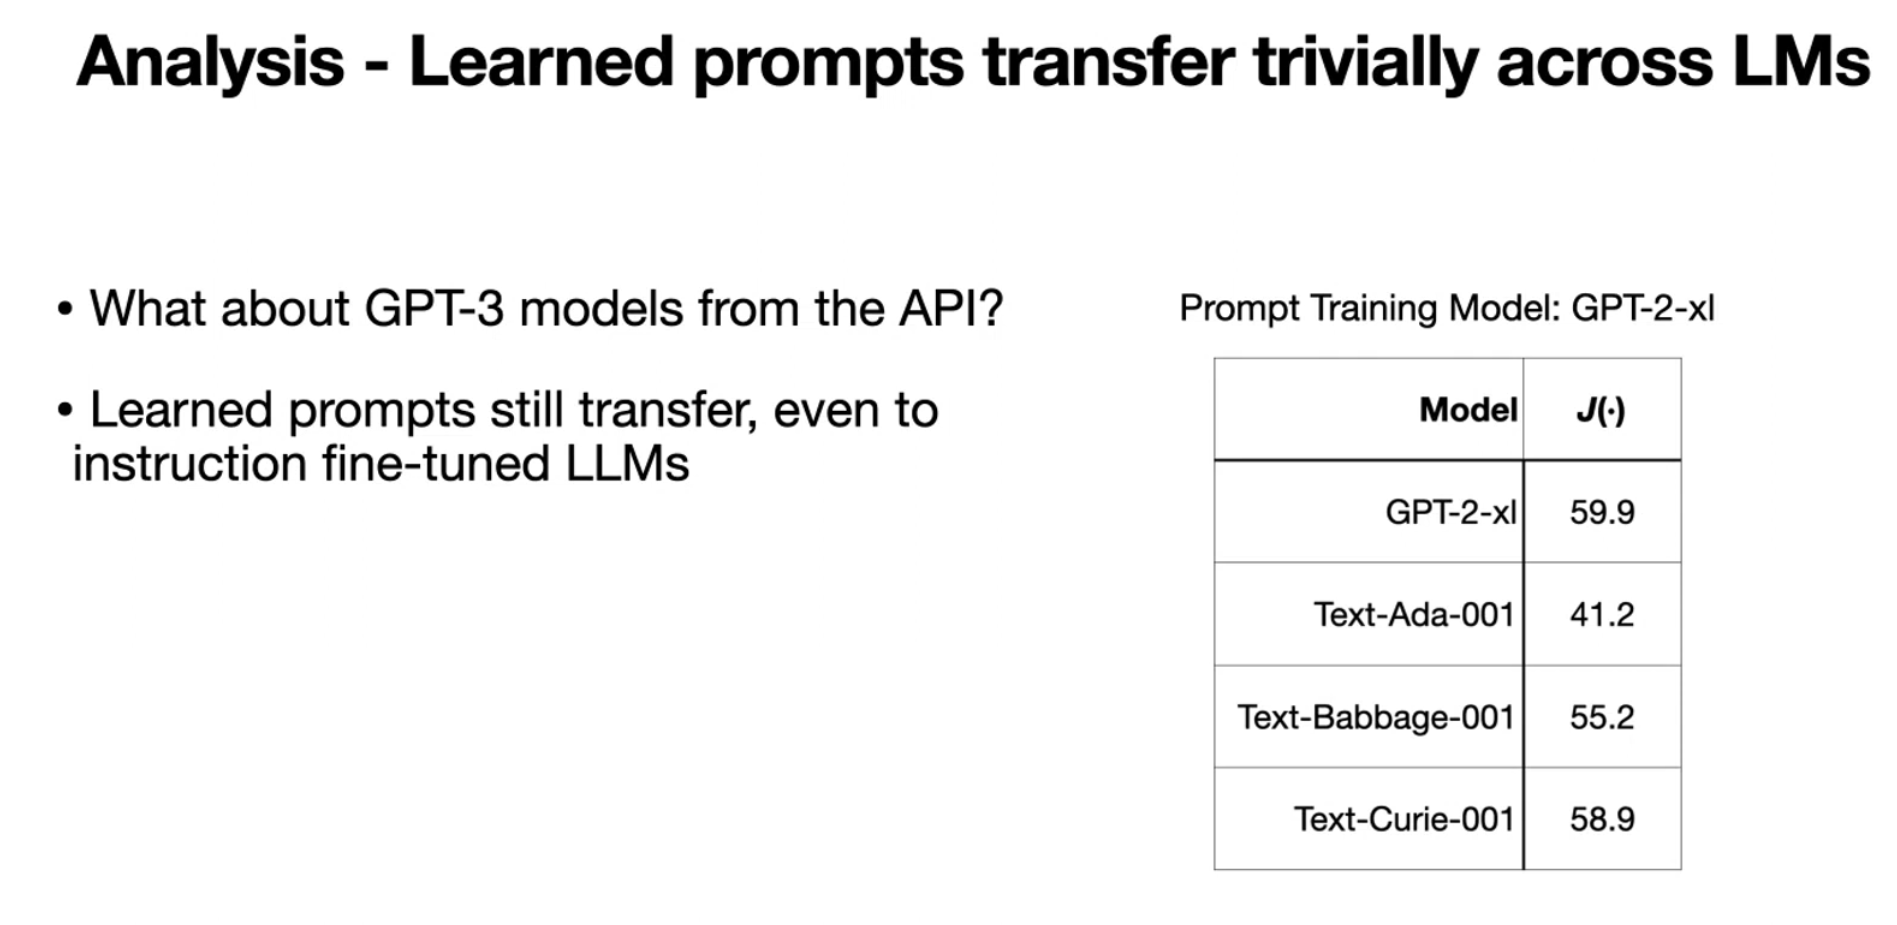 Analysis - Learned prompts transfer trivially across LMs
• What about GPT-3 models from the API?
• Learned prompts still transfer, even to
instruction fine-tuned LLMs
Prompt Training Model: GPT-2-xl
Model J(·)
GPT-2-xl 59.9
Text-Ada-001 41.2
Text-Babbage-001 55.2
Text-Curie-001 58.9